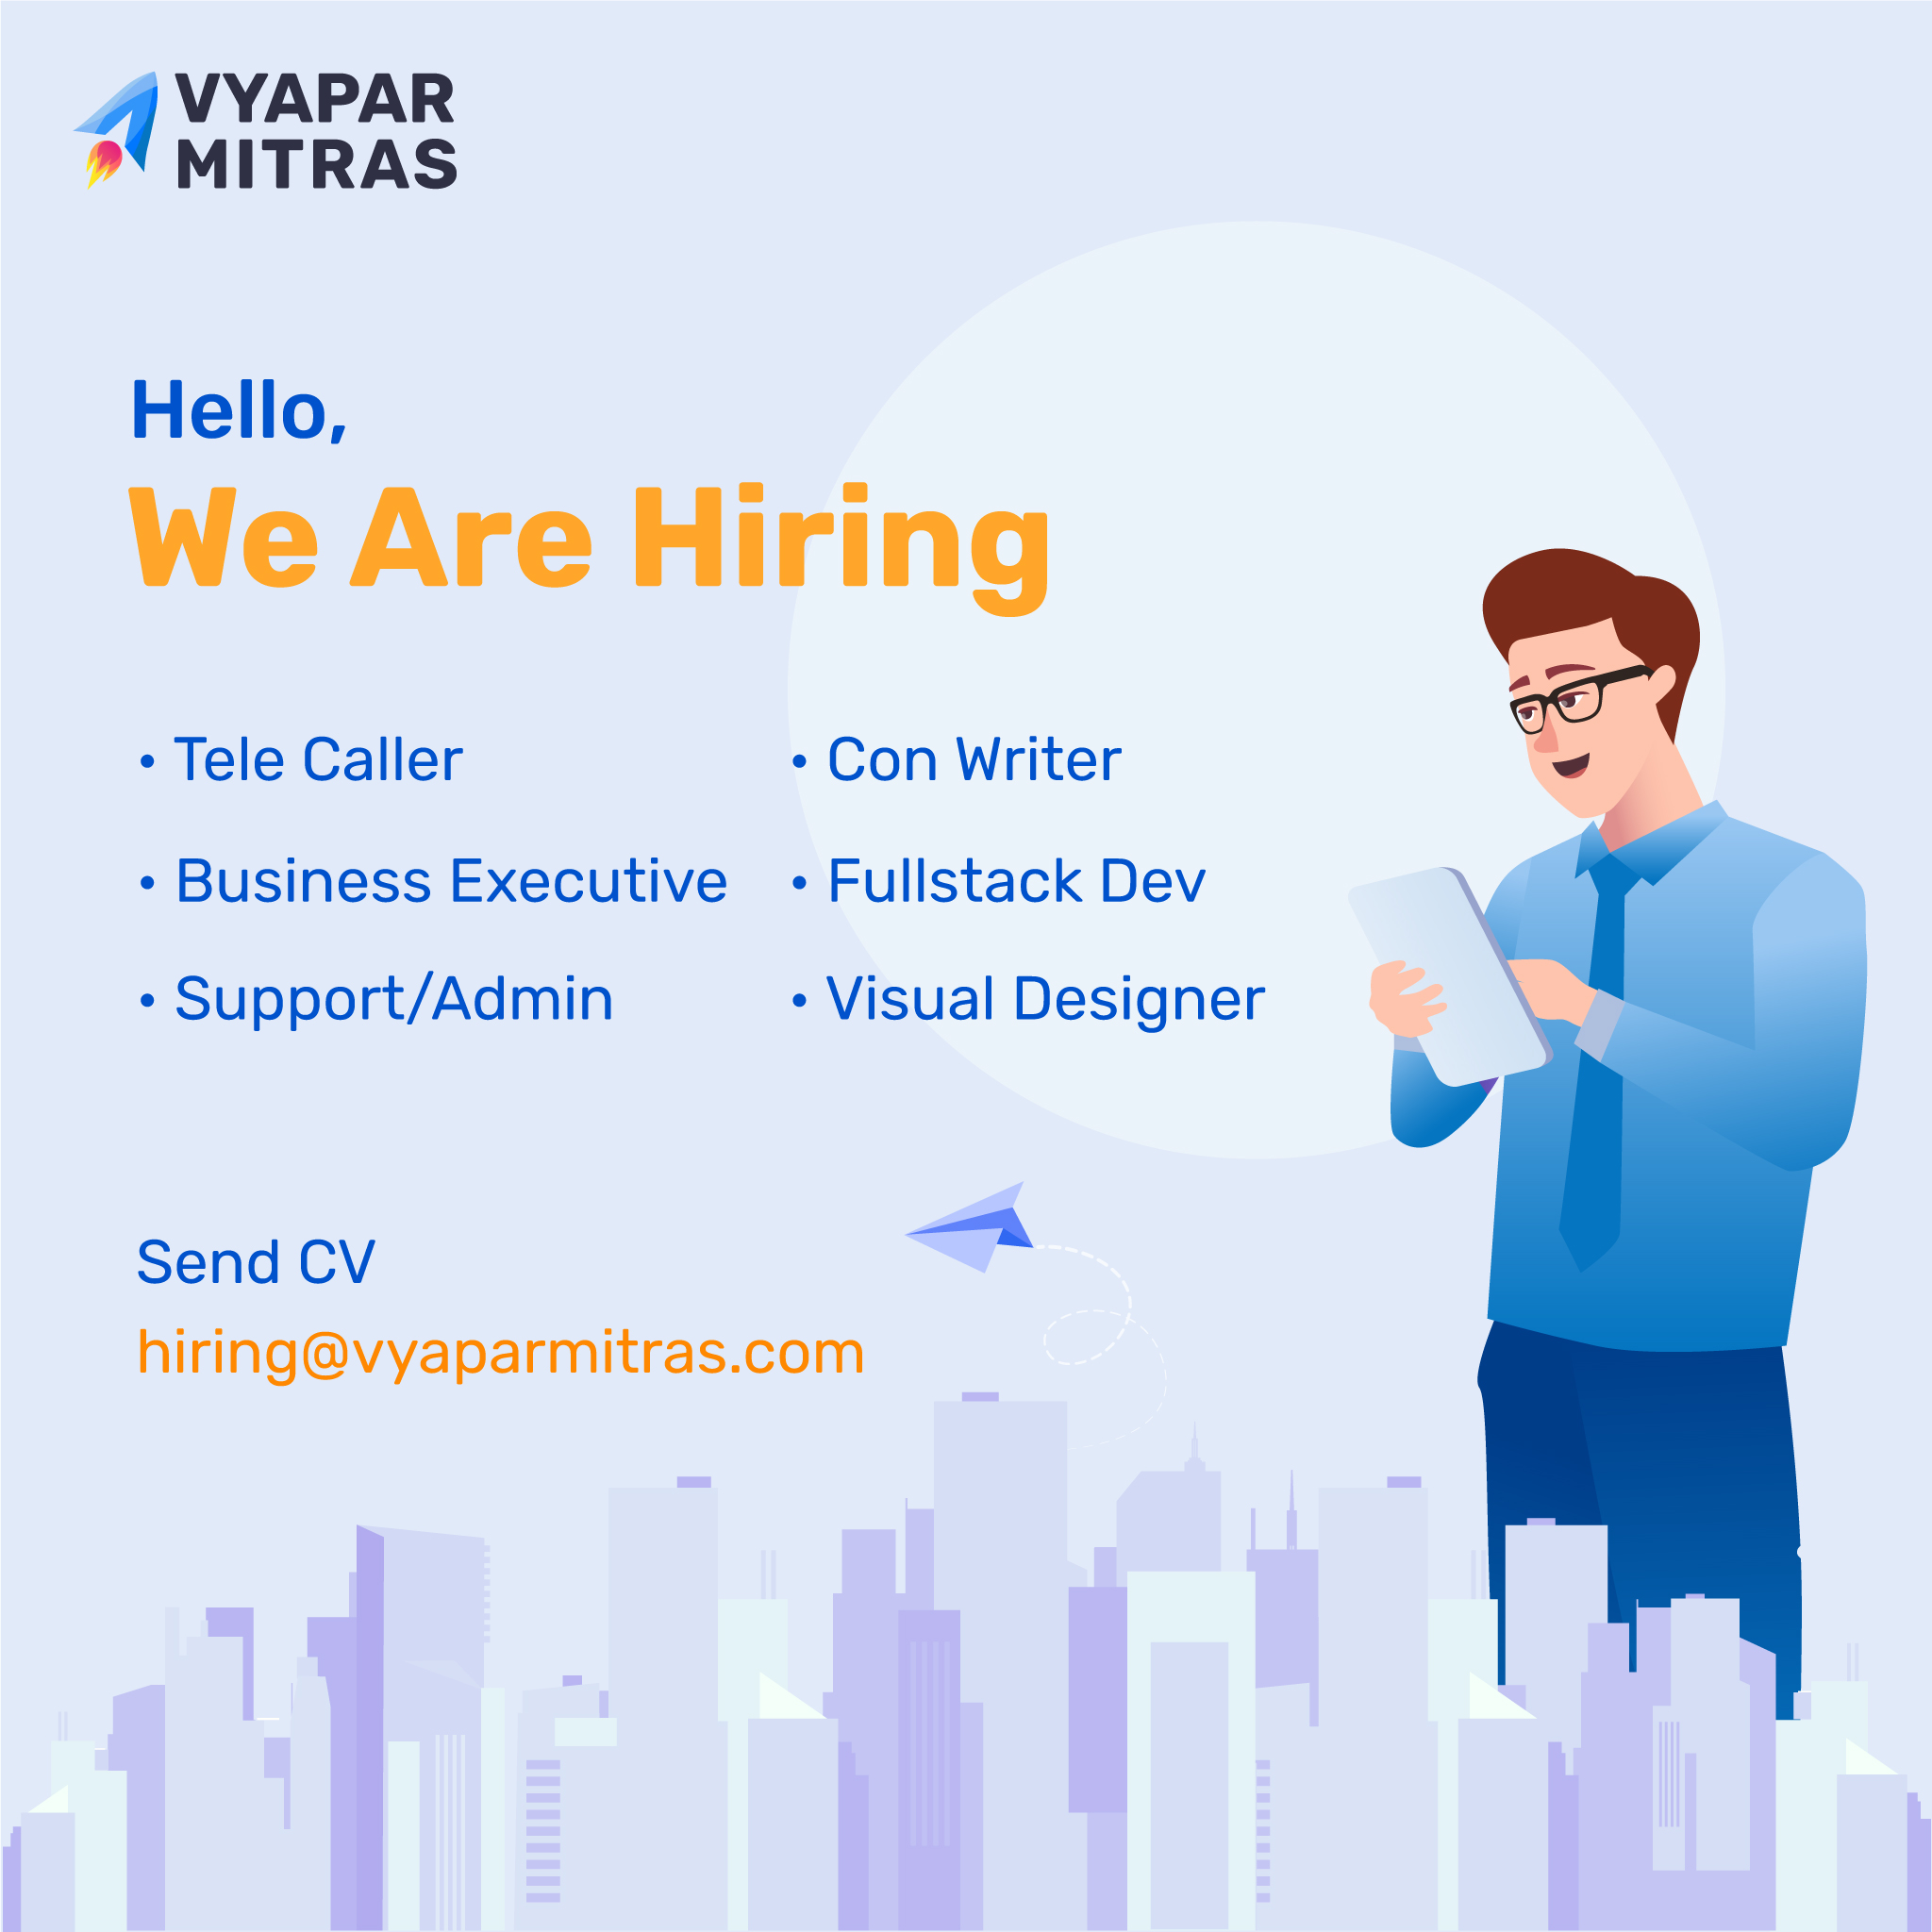 VYAPAR
MITRAS
Hello,
We Are Hiring
• Tele Caller
• Business Executive
• Support/Admin
• Con Writer
• Fullstack Dev
• Visual Designer
Send CV
hiring@vyaparmitras.com